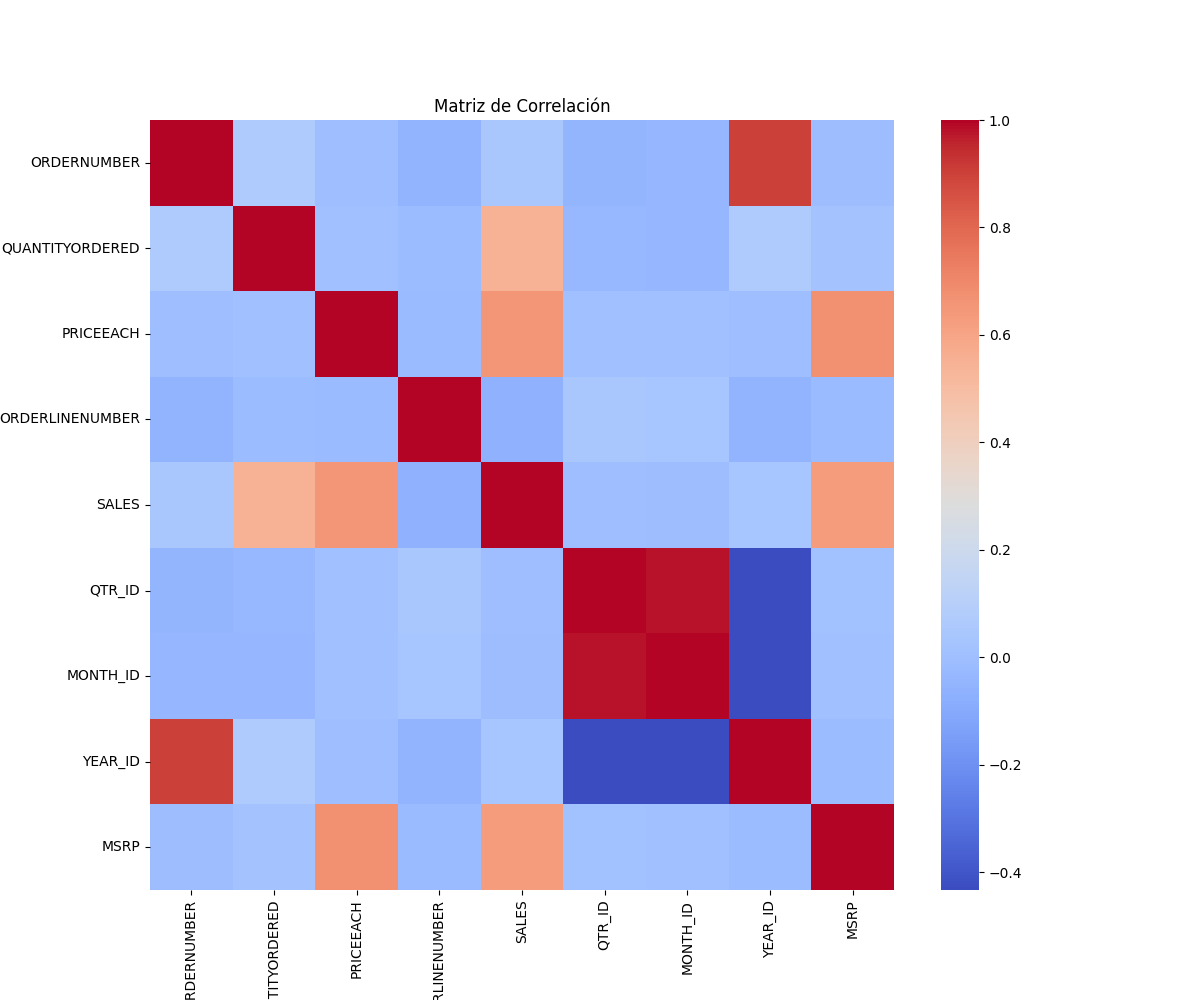 Matriz de Correlación
ORDERNUMBER
QUANTITYORDERED
PRICEEACH
ORDERLINENUMBER
SALES
QTR_ID
MONTH_ID
YEAR_ID
MSRP
RDERNUMBER
TITYORDERED
PRICEEACH
RLINENUMBER
SALES
QTR_ID
MONTH_ID
YEAR_ID
MSRP
1.0
0.8
0.6
0.4
0.2
0.0
−0.2
−0.4